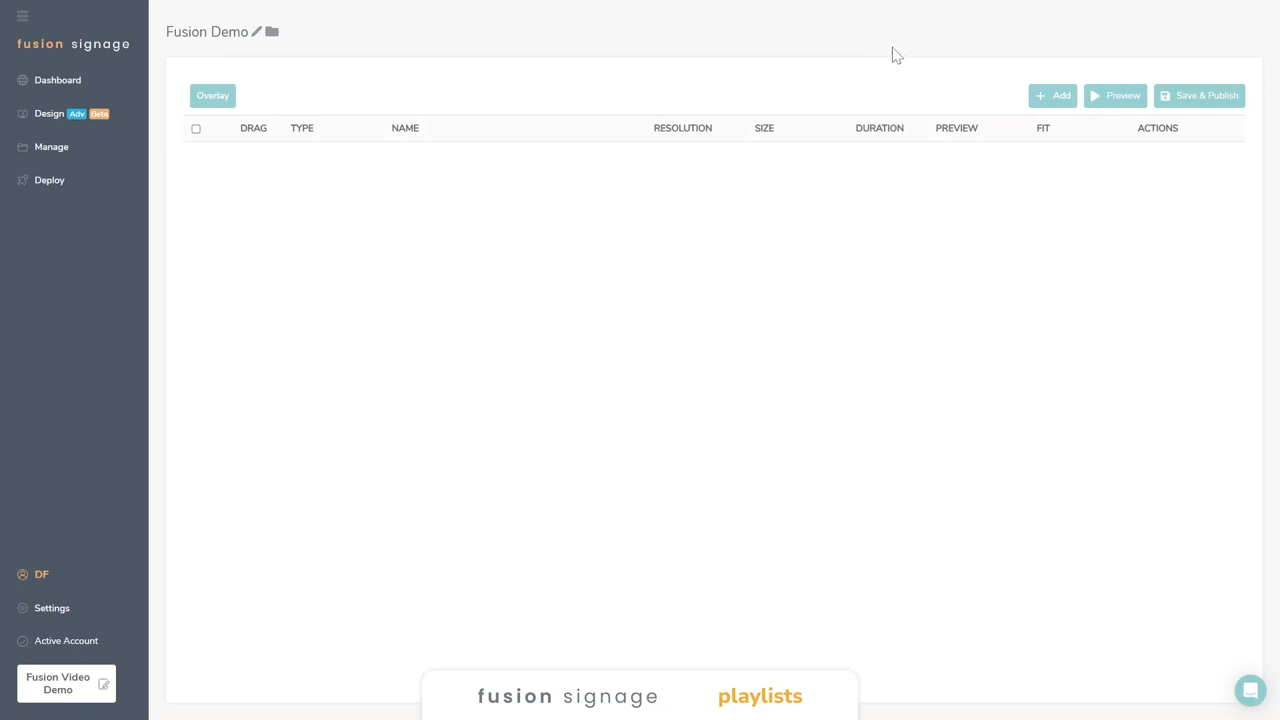 fusion signage
Dashboard
Design Adv Beta
Manage
Deploy
DF
Settings
Active Account
Fusion Video
Demo
Fusion Demo
Overlay
Add
Preview
Save & Publish
DRAG TYPE NAME RESOLUTION SIZE DURATION PREVIEW FIT ACTIONS
fusion signage playlists